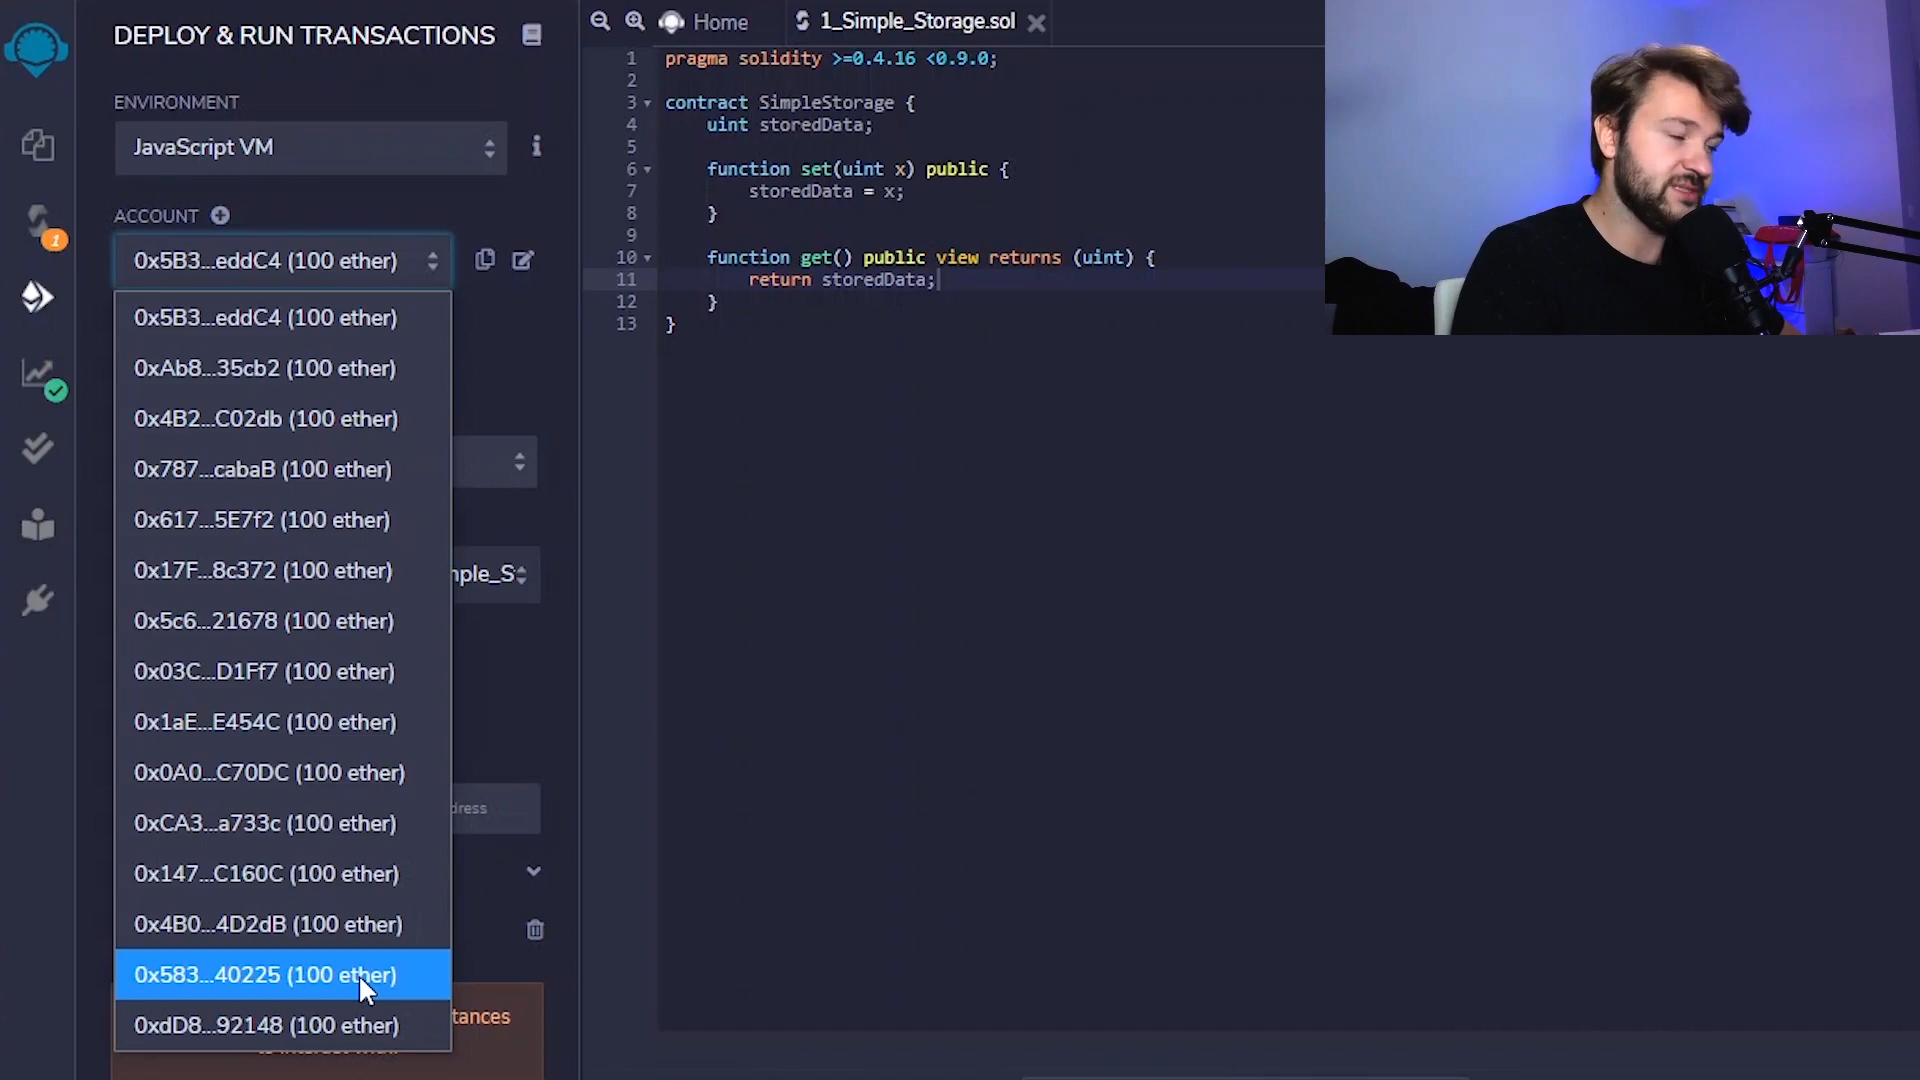 DEPLOY & RUN TRANSACTIONS
ENVIRONMENT
JavaScript VM
i
ACCOUNT
0x5B3...eddC4 (100 ether)
0x5B3...eddC4 (100 ether)
0xAb8...35cb2 (100 ether)
0x4B2...C02db (100 ether)
0x787...cabaB (100 ether)
0x617...5E7f2 (100 ether)
0x17F...8c372 (100 ether)
0x5c6...21678 (100 ether)
0x03C...D1Ff7 (100 ether)
0x1aE...E454C (100 ether)
0x0A0...C70DC (100 ether)
0xCA3...a733c (100 ether)
0x147...C160C (100 ether)
0x4B0...4D2dB (100 ether)
0x583...40225 (100 ether)
0xdD8...92148 (100 ether)
mple_S
dress
tances
1
Home
1_Simple_Storage.sol
1 pragma solidity >=0.4.16 <0.9.0;
2
3 contract SimpleStorage {
4 uint storedData;
5
6 function set(uint x) public {
7 storedData = x;
8 }
9
10 function get() public view returns (uint) {
11 return storedData;
12 }
13 }